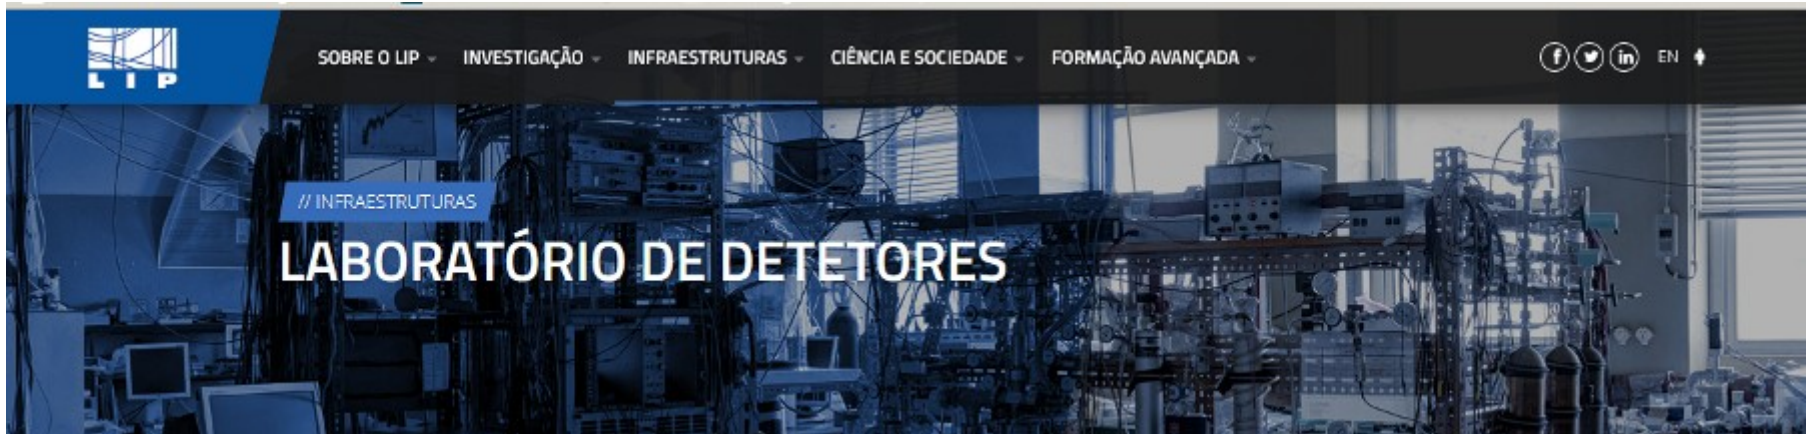 LIP
SOBRE O LIP INVESTIGAÇÃO INFRAESTRUTURAS CIÊNCIA E SOCIEDADE FORMAÇÃO AVANÇADA EN
// INFRAESTRUTURAS
LABORATÓRIO DE DETETORES